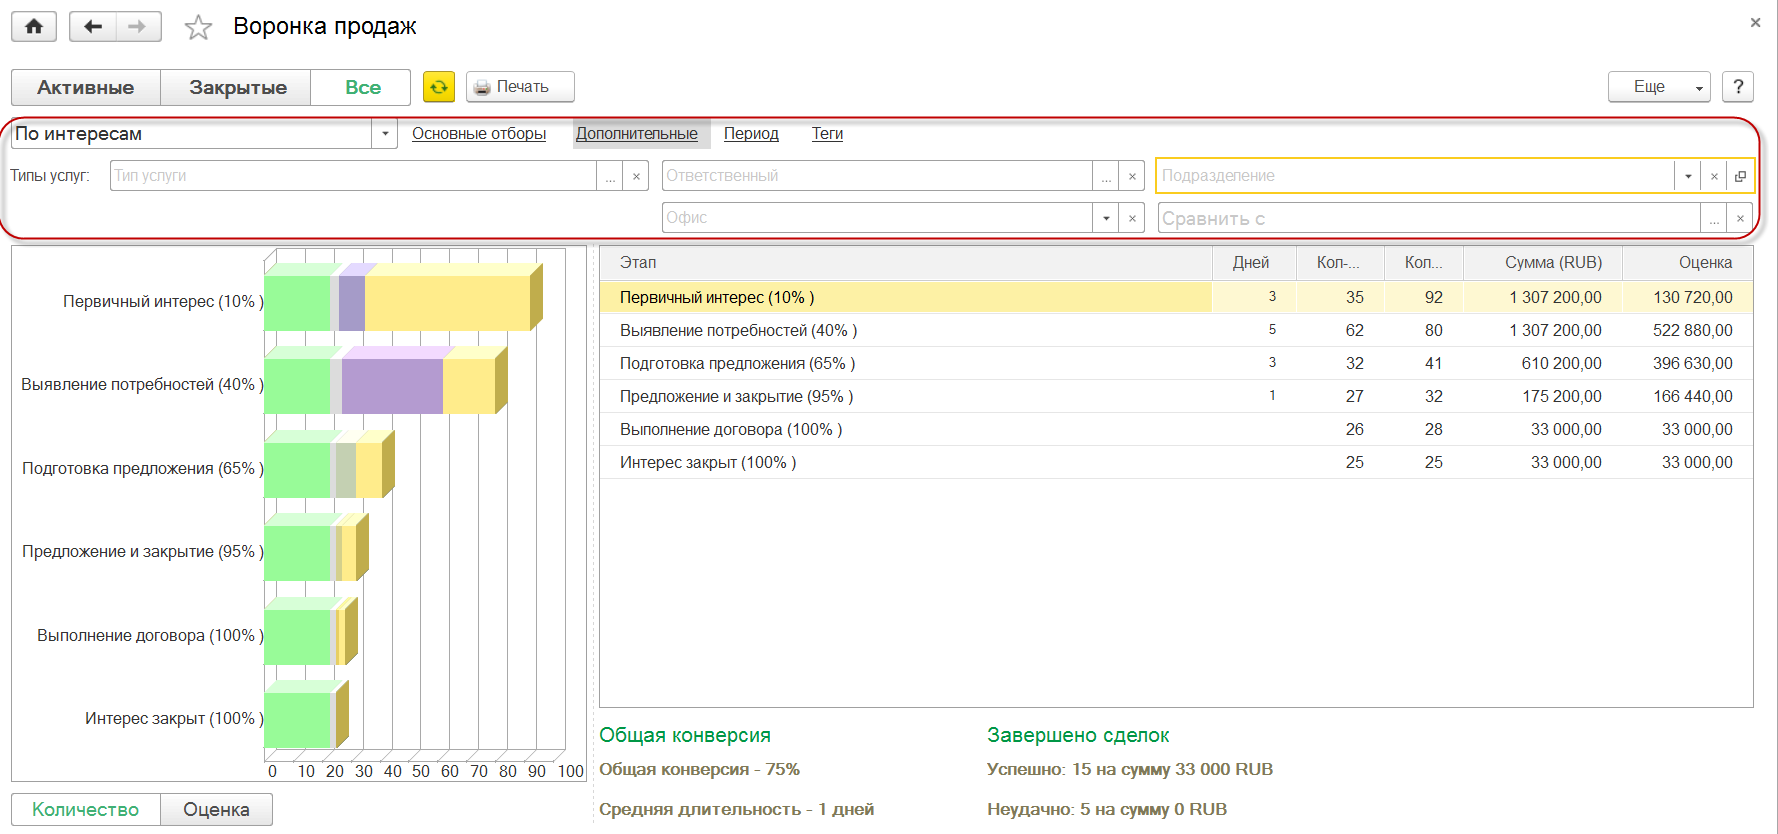 Воронка продаж
Активные Закрытые Все Печать Еще ?
По интересам Основные отборы Дополнительные Период Теги
Типы услуг: Тип услуги ... Ответственный ... Подразделение
Офис Сравнить с ...
Первичный интерес (10% )
Выявление потребностей (40% )
Подготовка предложения (65% )
Предложение и закрытие (95% )
Выполнение договора (100% )
Интерес закрыт (100% )
0 10 20 30 40 50 60 70 80 90 100
Количество Оценка
Этап Дней Кол-... Кол... Сумма (RUB) Оценка
Первичный интерес (10% ) 3 35 92 1 307 200,00 130 720,00
Выявление потребностей (40% ) 5 62 80 1 307 200,00 522 880,00
Подготовка предложения (65% ) 3 32 41 610 200,00 396 630,00
Предложение и закрытие (95% ) 1 27 32 175 200,00 166 440,00
Выполнение договора (100% ) 26 28 33 000,00 33 000,00
Интерес закрыт (100% ) 25 25 33 000,00 33 000,00
Общая конверсия Завершено сделок
Общая конверсия - 75% Успешно: 15 на сумму 33 000 RUB
Средняя длительность - 1 дней Неудачно: 5 на сумму 0 RUB